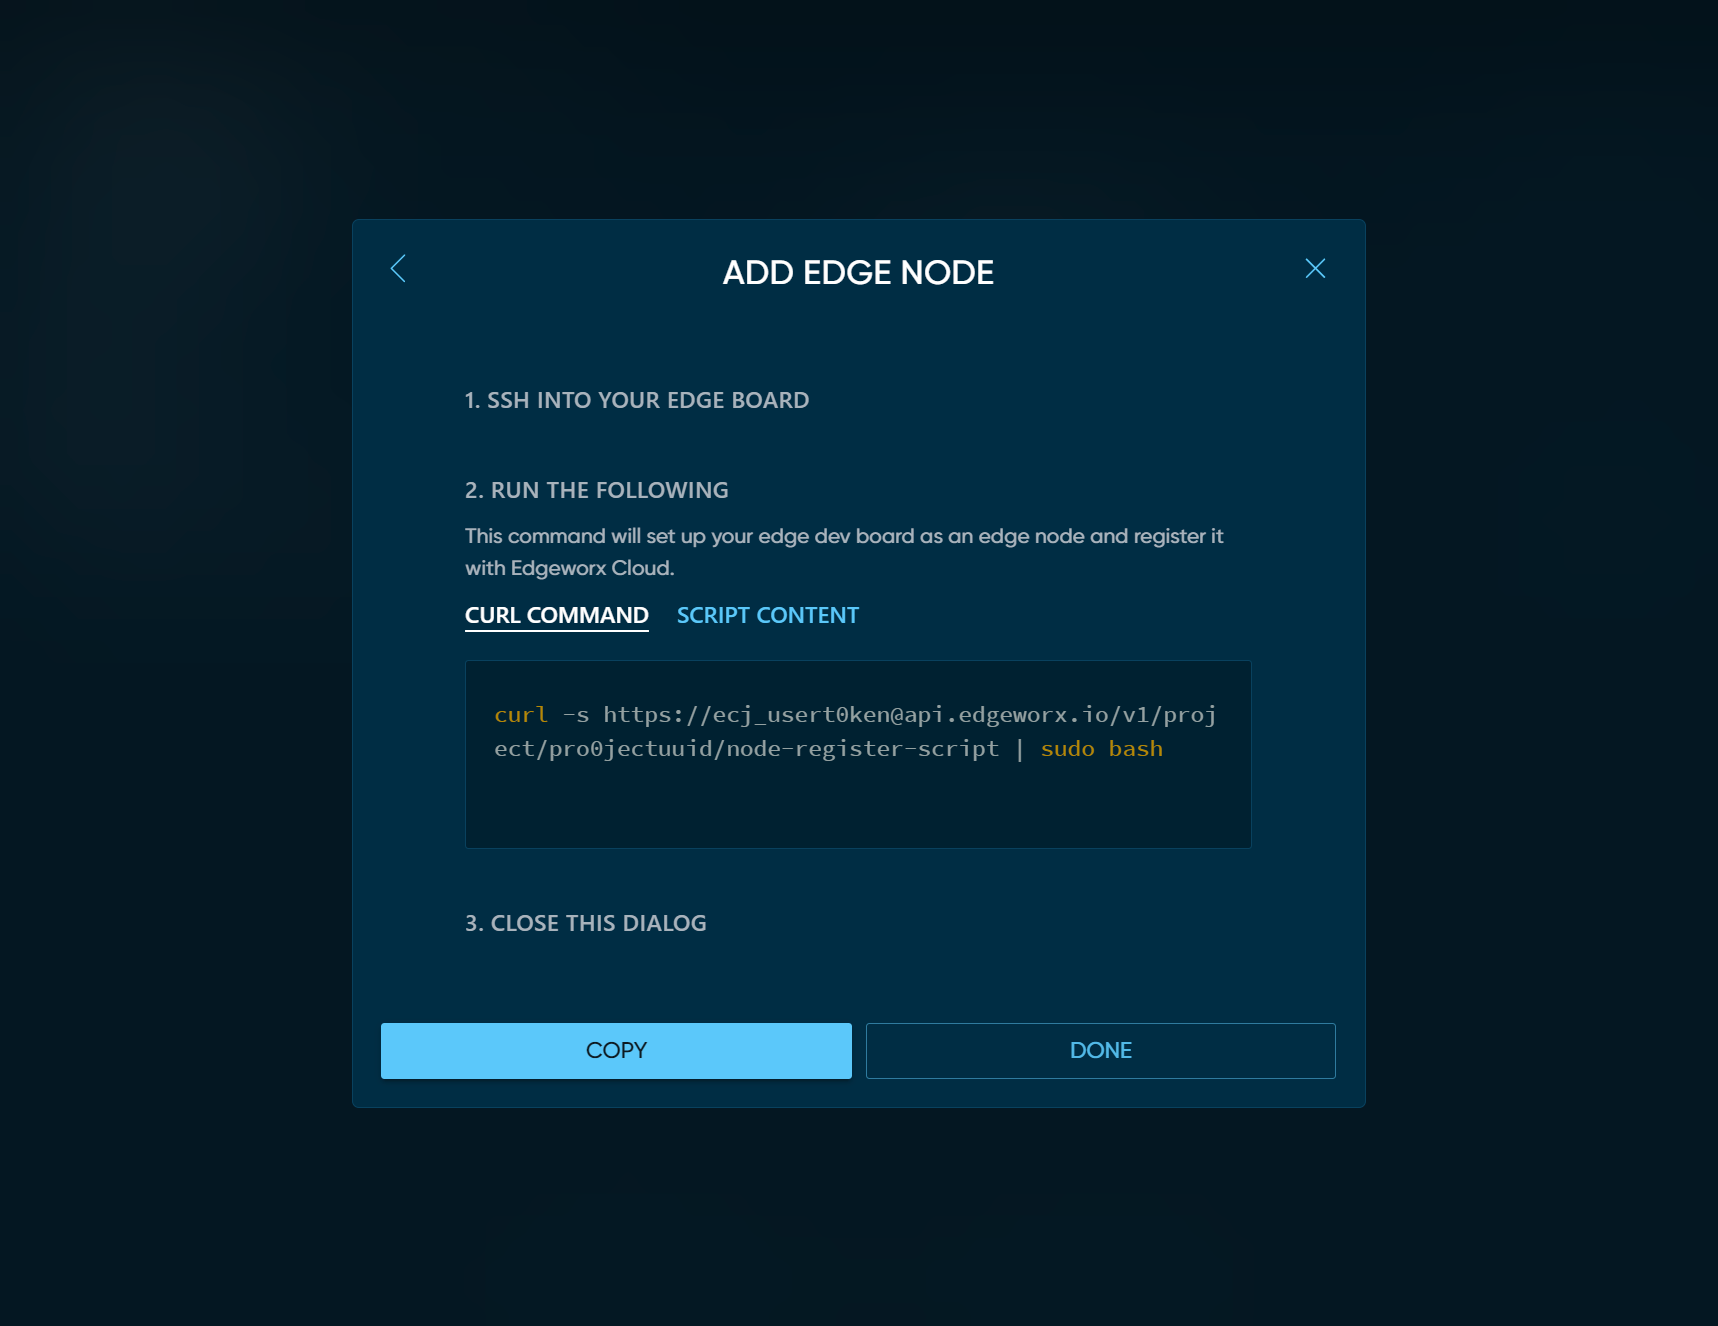 ADD EDGE NODE
1. SSH INTO YOUR EDGE BOARD
2. RUN THE FOLLOWING
This command will set up your edge dev board as an edge node and register it
with Edgeworx Cloud.
CURL COMMAND SCRIPT CONTENT
curl -s https://ecj_usert0ken@api.edgeworx.io/v1/proj
ect/pro0jectuuid/node-register-script | sudo bash
3. CLOSE THIS DIALOG
COPY DONE